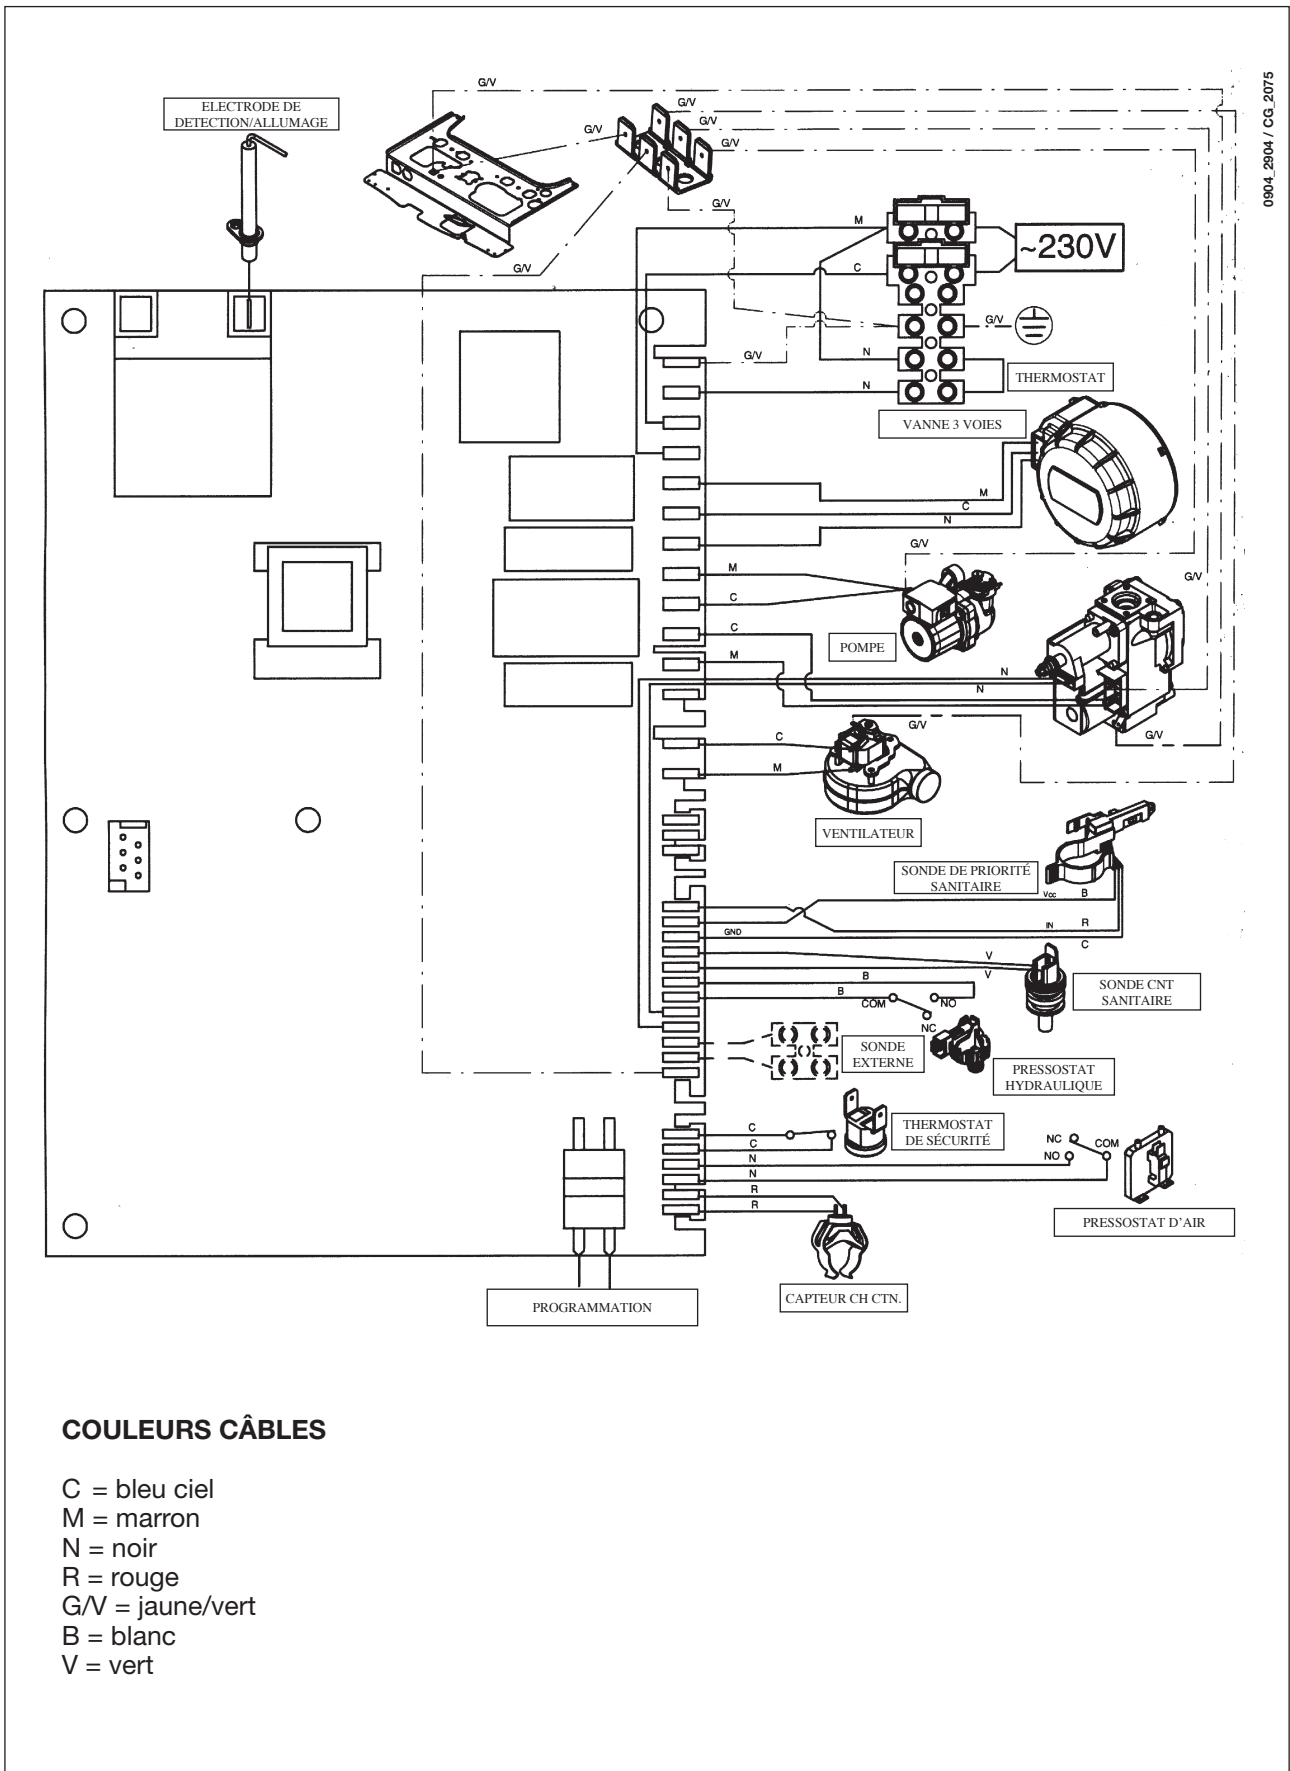 0904_2904 / CG_2075
G/V
ELECTRODE DE
DETECTION/ALLUMAGE
G/V
G/V
G/V
G/V
G/V
G/V
M
C
~230V
G/V
G/V
N
N
THERMOSTAT
VANNE 3 VOIES
M
C
N
G/V
G/V
M
C
C
M
POMPE
N
N
G/V
G/V
C
M
VENTILATEUR
SONDE DE PRIORITÉ
SANITAIRE
Vcc B
IN R
GND
C
V
V
SONDE CNT
SANITAIRE
B
B
COM
NO
NC
SONDE
EXTERNE
PRESSOSTAT
HYDRAULIQUE
THERMOSTAT
DE SÉCURITÉ
C
C
N
N
R
R
NC
NO
COM
PRESSOSTAT D'AIR
CAPTEUR CH CTN.
PROGRAMMATION
COULEURS CÂBLES
C = bleu ciel
M = marron
N = noir
R = rouge
G/V = jaune/vert
B = blanc
V = vert